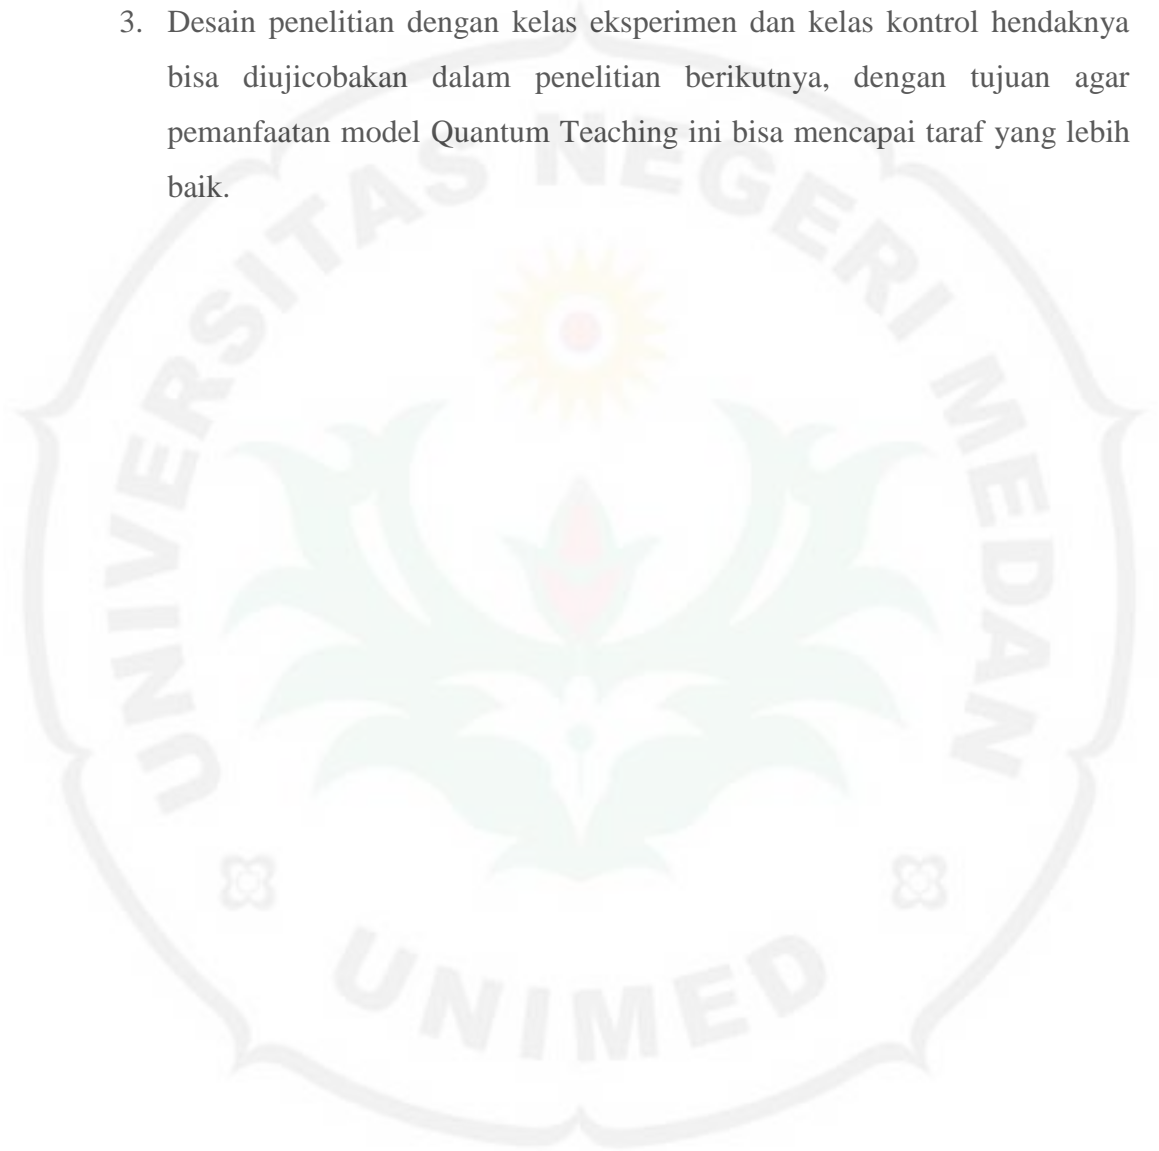 3. Desain penelitian dengan kelas eksperimen dan kelas kontrol hendaknya
bisa diujicobakan dalam penelitian berikutnya, dengan tujuan agar
pemanfaatan model Quantum Teaching ini bisa mencapai taraf yang lebih
baik.
UNIVERSITAS NEGERI MEDAN
UNIMED